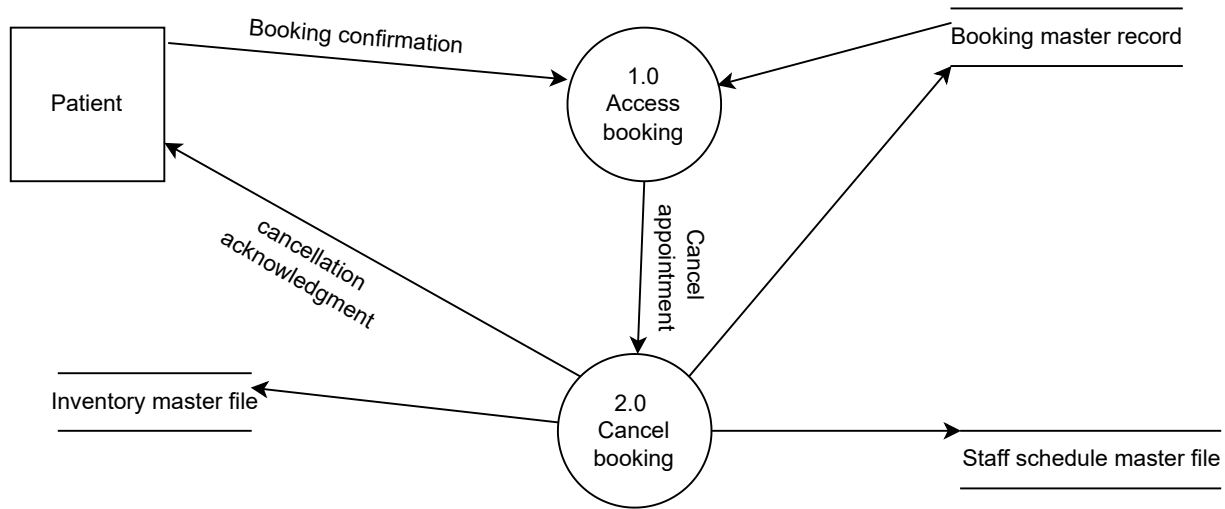 Booking confirmation
Patient
1.0
Access
booking
Booking master record
Cancel
appointment
cancellation
acknowledgment
Inventory master file
2.0
Cancel
booking
Staff schedule master file